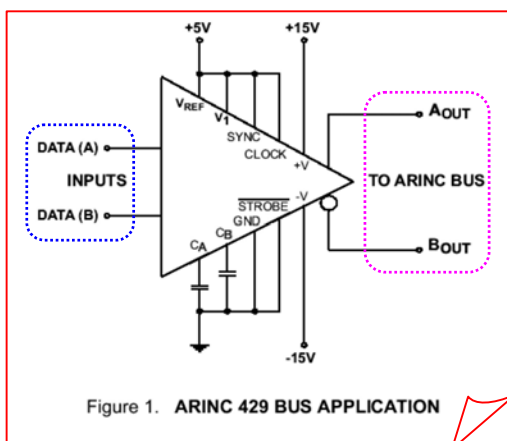 +5V +15V
VREF
V1
SYNC
CLOCK
+V
DATA (A)
AOUT
INPUTS
TO ARINC BUS
DATA (B)
-V
STROBE
GND
CB
CA
BOUT
-15V
Figure 1. ARINC 429 BUS APPLICATION